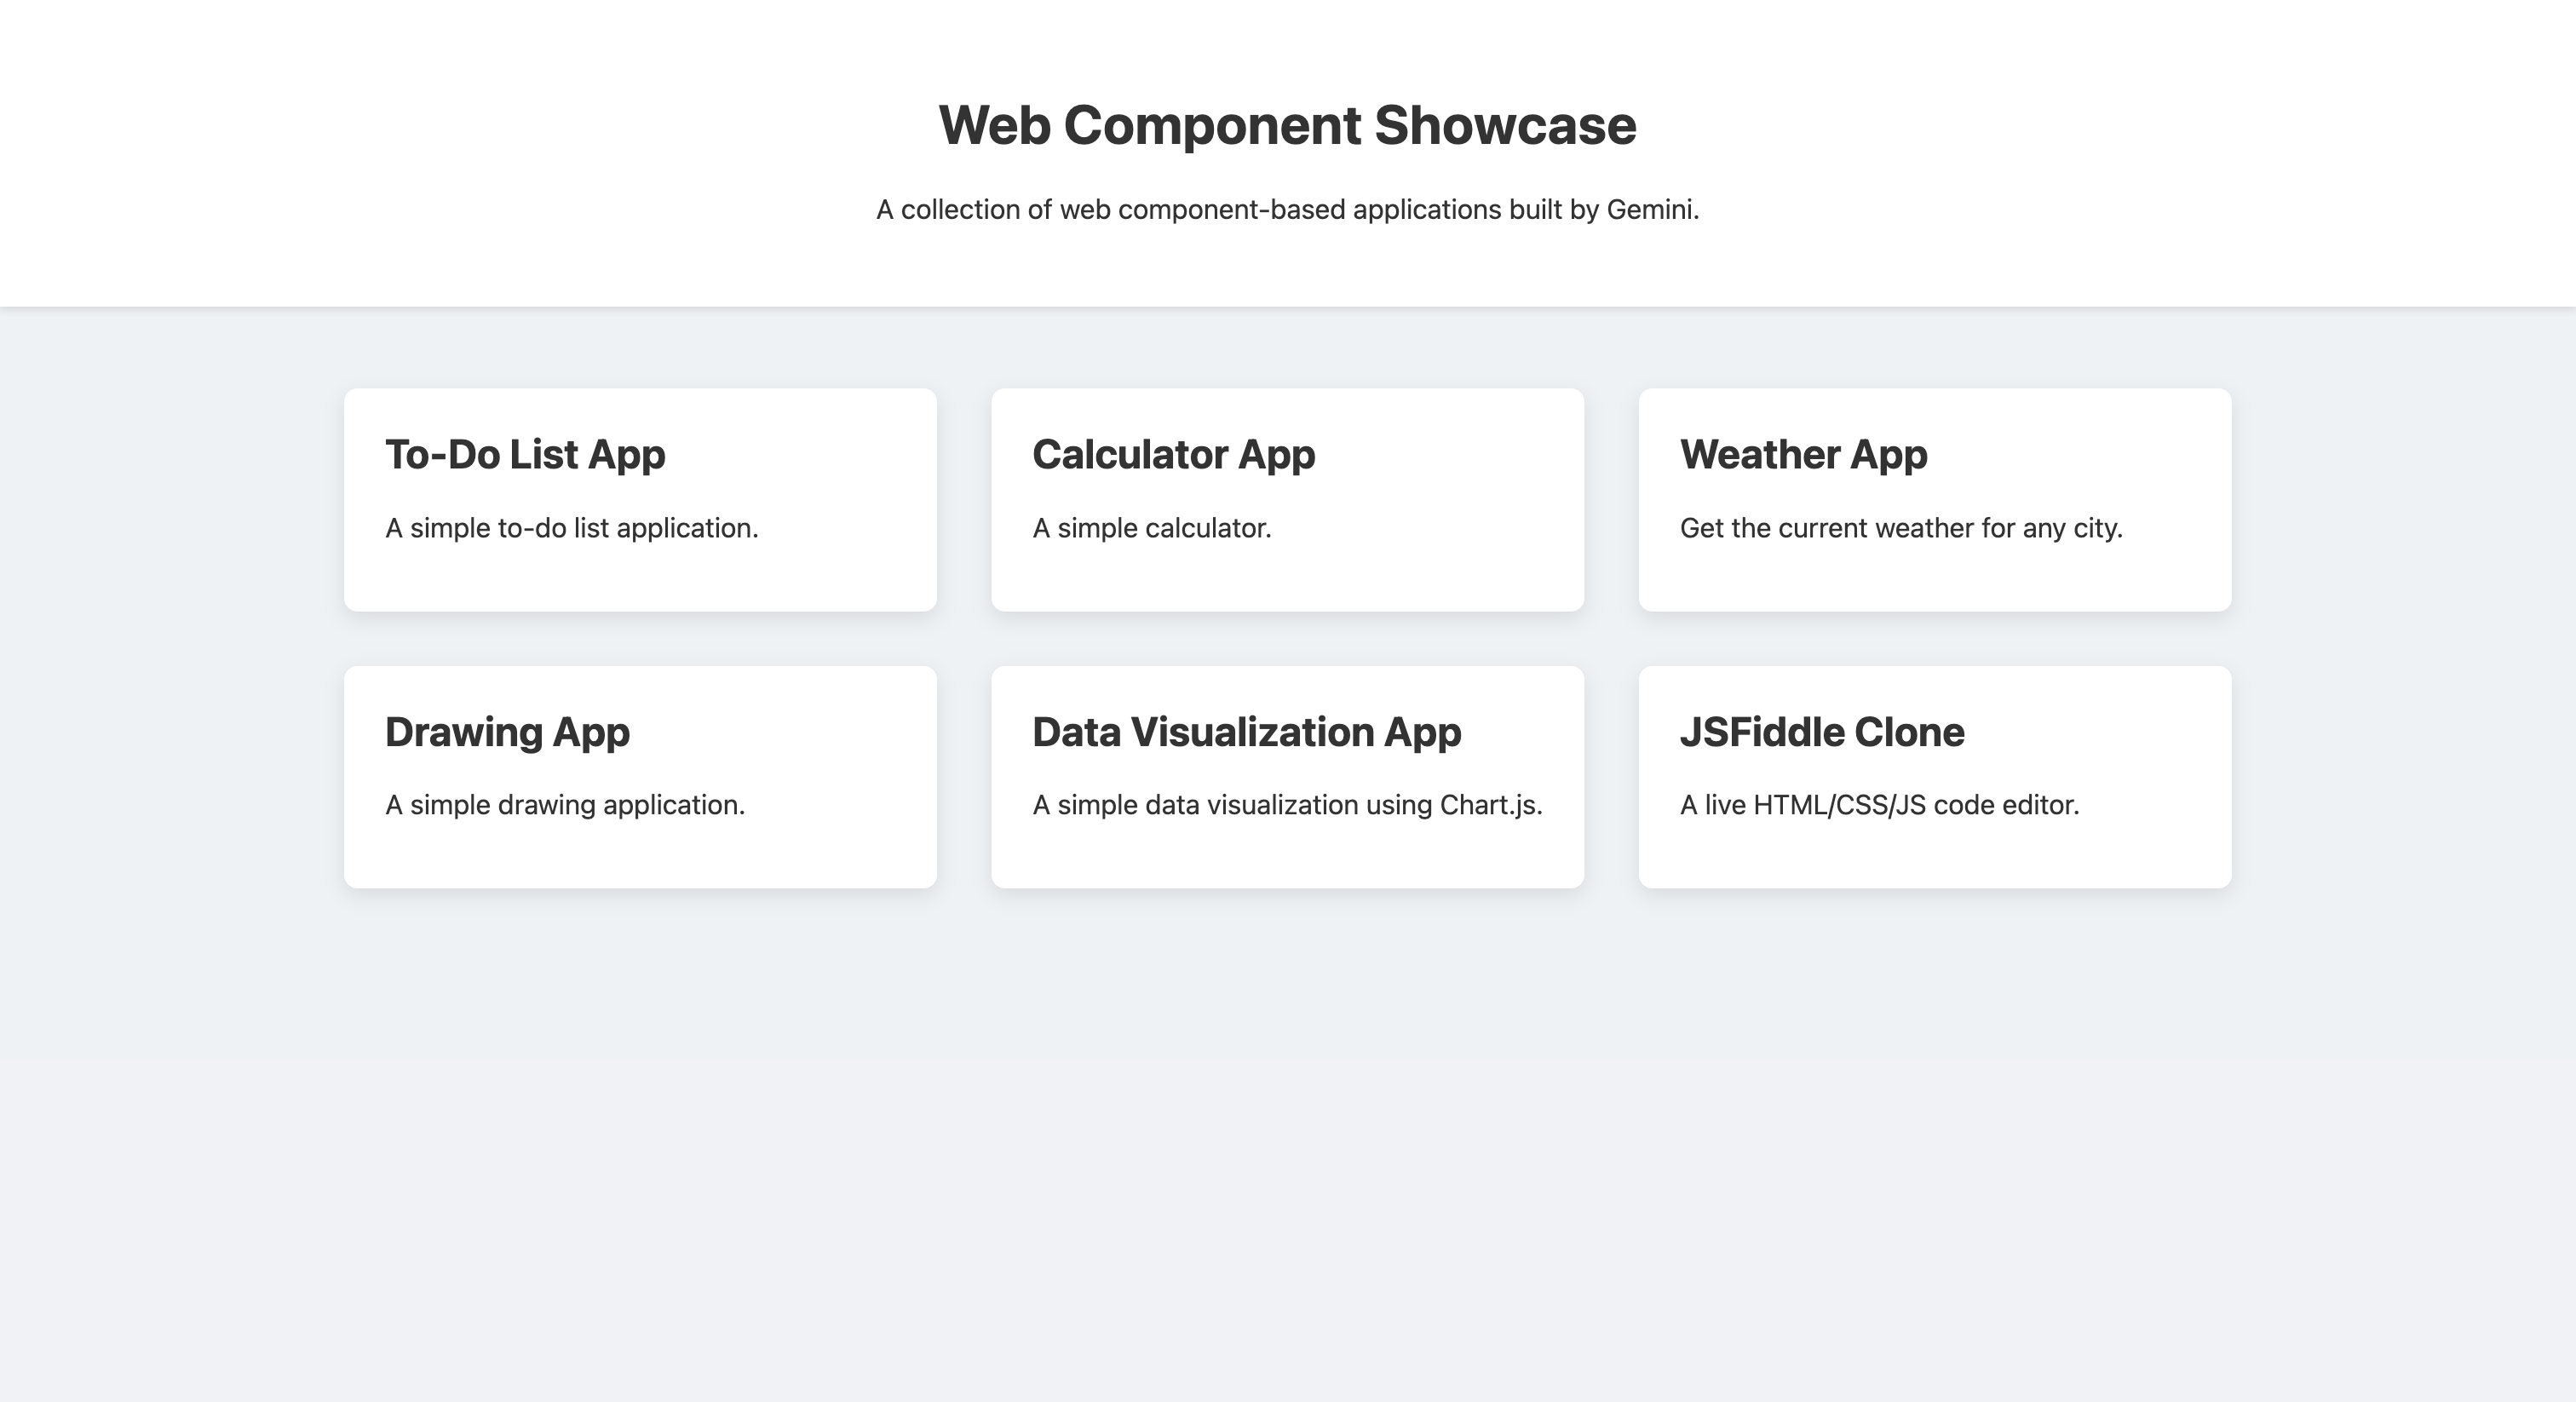 Web Component Showcase
A collection of web component-based applications built by Gemini.
To-Do List App
A simple to-do list application.
Calculator App
A simple calculator.
Weather App
Get the current weather for any city.
Drawing App
A simple drawing application.
Data Visualization App
A simple data visualization using Chart.js.
JSFiddle Clone
A live HTML/CSS/JS code editor.